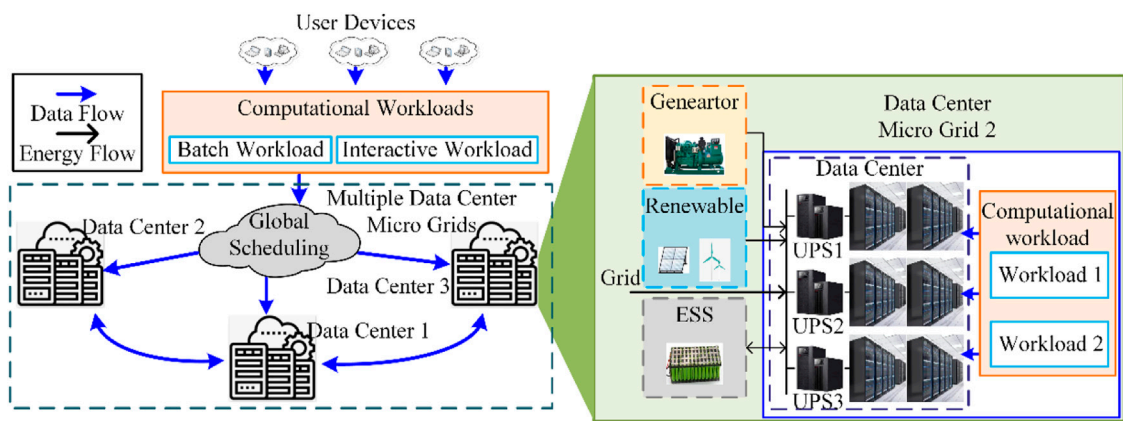 User Devices
Data Flow
Energy Flow
Computational Workloads
Batch Workload
Interactive Workload
Multiple Data Center
Micro Grids
Global
Scheduling
Data Center 2
Data Center 3
Data Center 1
Data Center
Micro Grid 2
Geneartor
Renewable
Grid
ESS
Data Center
UPS1
UPS2
UPS3
Computational
workload
Workload 1
Workload 2